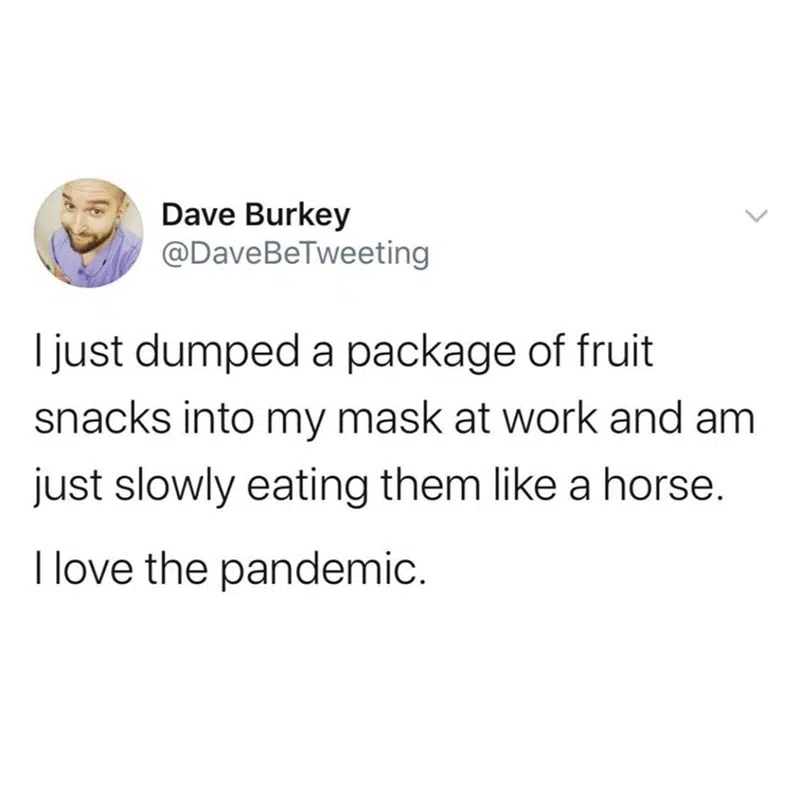 Dave Burkey
@DaveBeTweeting
I just dumped a package of fruit
snacks into my mask at work and am
just slowly eating them like a horse.
I love the pandemic.